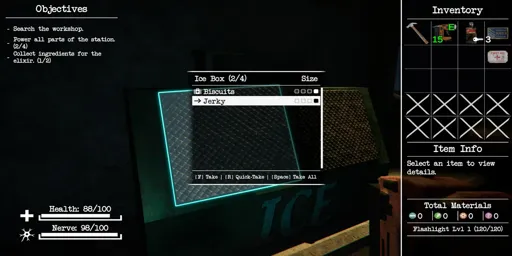 Objectives
- Search the workshop.
- Power all parts of the station.
(2/4)
- Collect ingredients for the
elixir. (1/2)
Ice Box (2/4) Size
Biscuits
Jerky
[F] Take | [R] Quick-Take | [Space] Take All
ICE
Health: 88/100
Nerve: 98/100
Inventory
15
3
Item Info
Select an item to view
details.
Total Materials
0 0 0 0
Flashlight Lvl 1 (120/120)